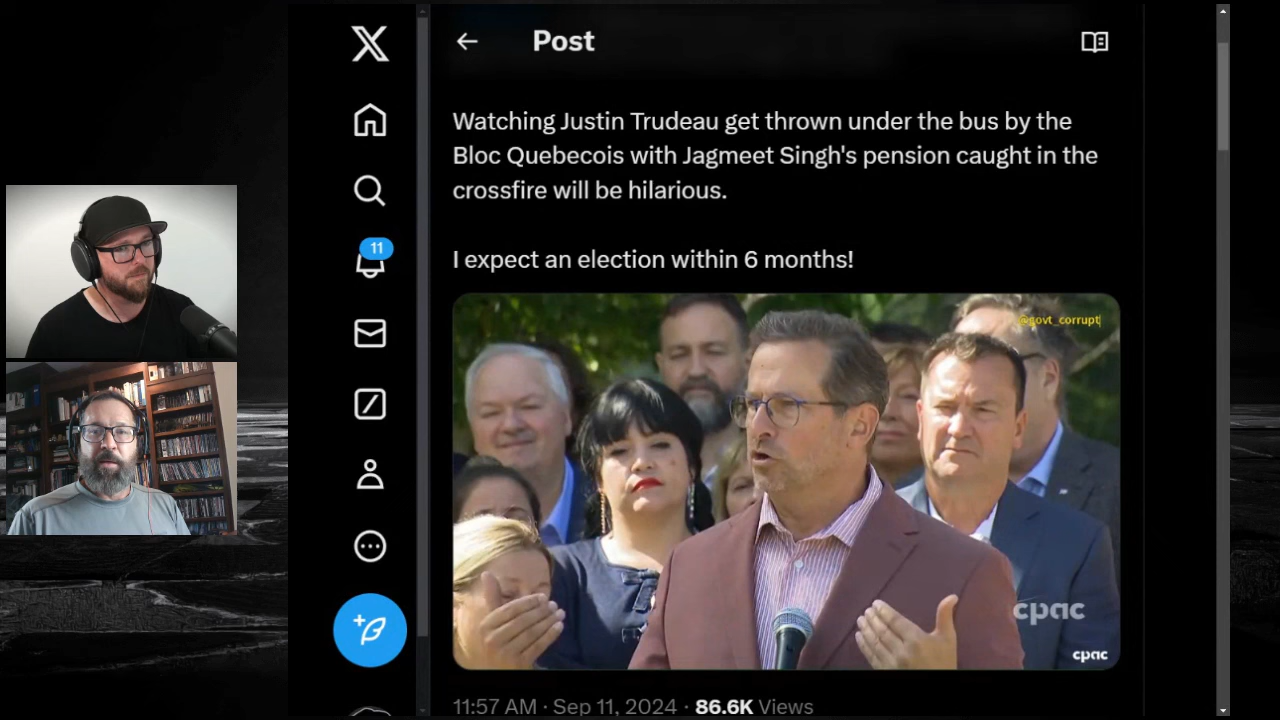 Post
11
Watching Justin Trudeau get thrown under the bus by the
Bloc Quebecois with Jagmeet Singh's pension caught in the
crossfire will be hilarious.
I expect an election within 6 months!
@govt_corrupt
cpac
cpac
11:57 AM · Sep 11, 2024 · 86.6K Views